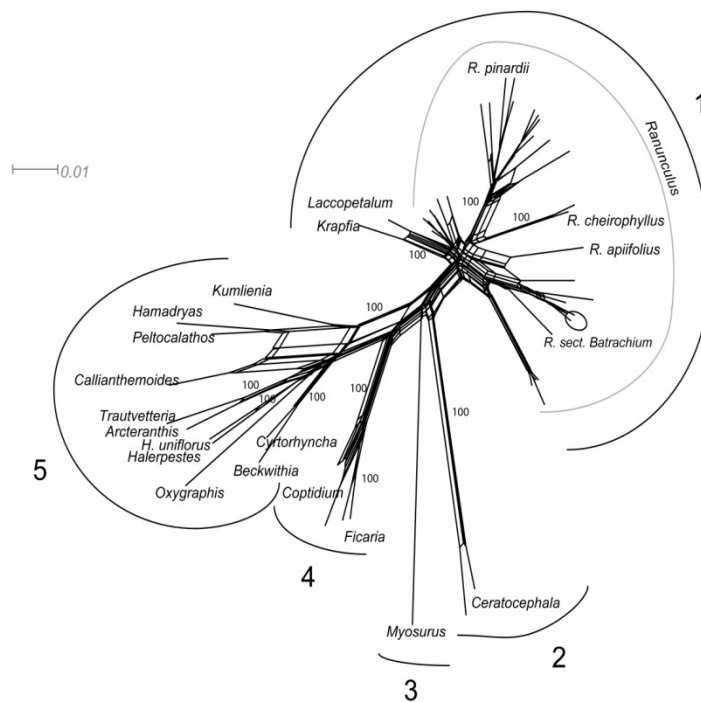 R. pinardii
1
Ranunculus
0.01
100
100
Laccopetalum
R. cheirophyllus
Krapfia
R. apiifolius
100
Kumlienia
100
Hamadryas
Peltocalathos
R. sect. Batrachium
Callianthemoides
100
100
100
100
Trautvetteria
Arcteranthis
100
H. uniflorus
Cyrtorhyncha
Halerpestes
Beckwithia
5
100
Oxygraphis
Coptidium
Ficaria
4
Ceratocephala
Myosurus
2
3